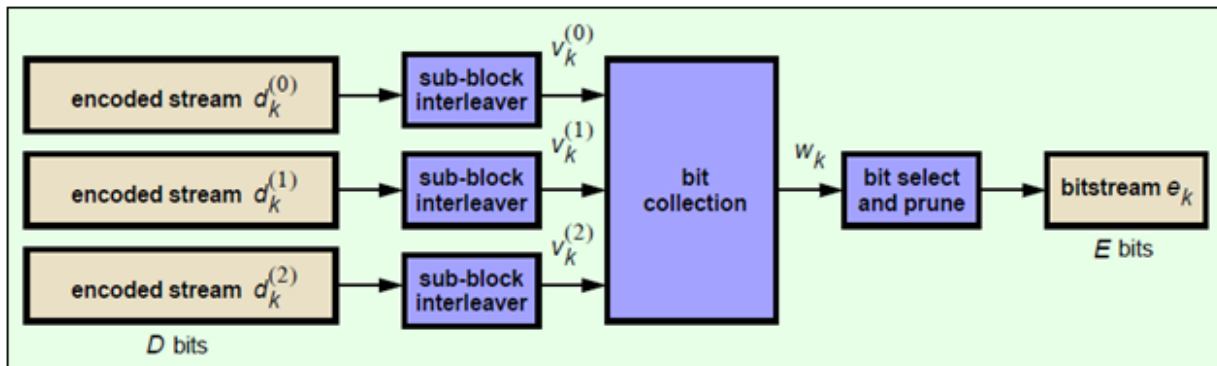 encoded stream d_k^(0)
sub-block
interleaver
v_k^(0)
encoded stream d_k^(1)
sub-block
interleaver
v_k^(1)
encoded stream d_k^(2)
sub-block
interleaver
v_k^(2)
D bits
bit
collection
w_k
bit select
and prune
bitstream e_k
E bits